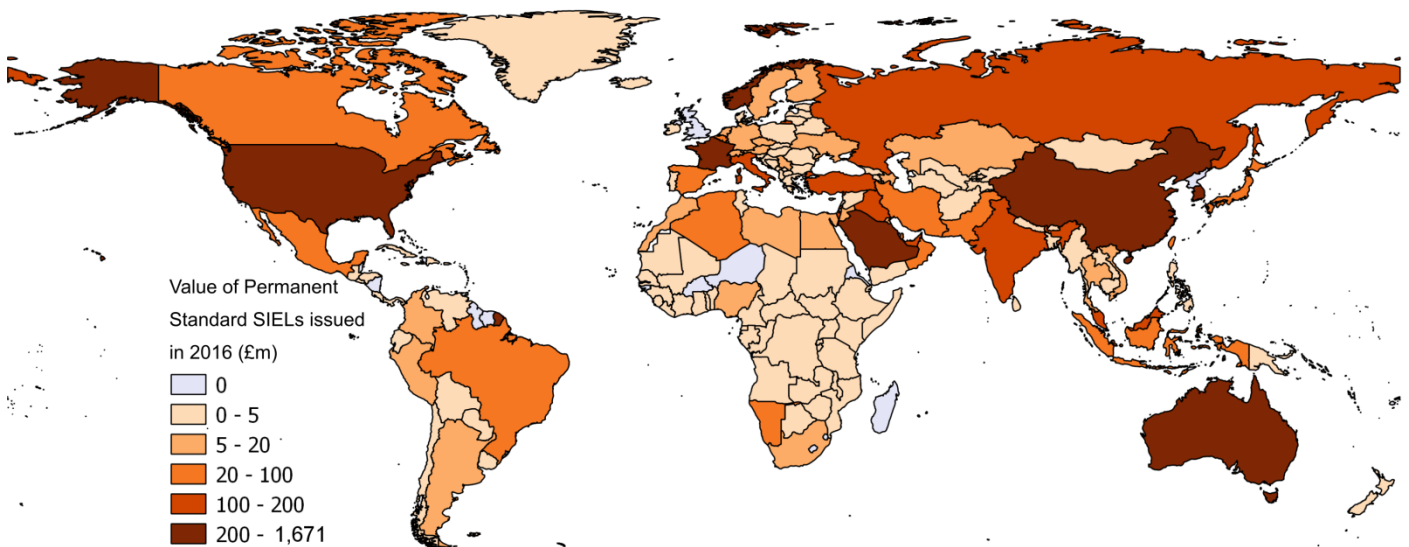 Value of Permanent
Standard SIELs issued
in 2016 (£m)
0
0 - 5
5 - 20
20 - 100
100 - 200
200 - 1,671